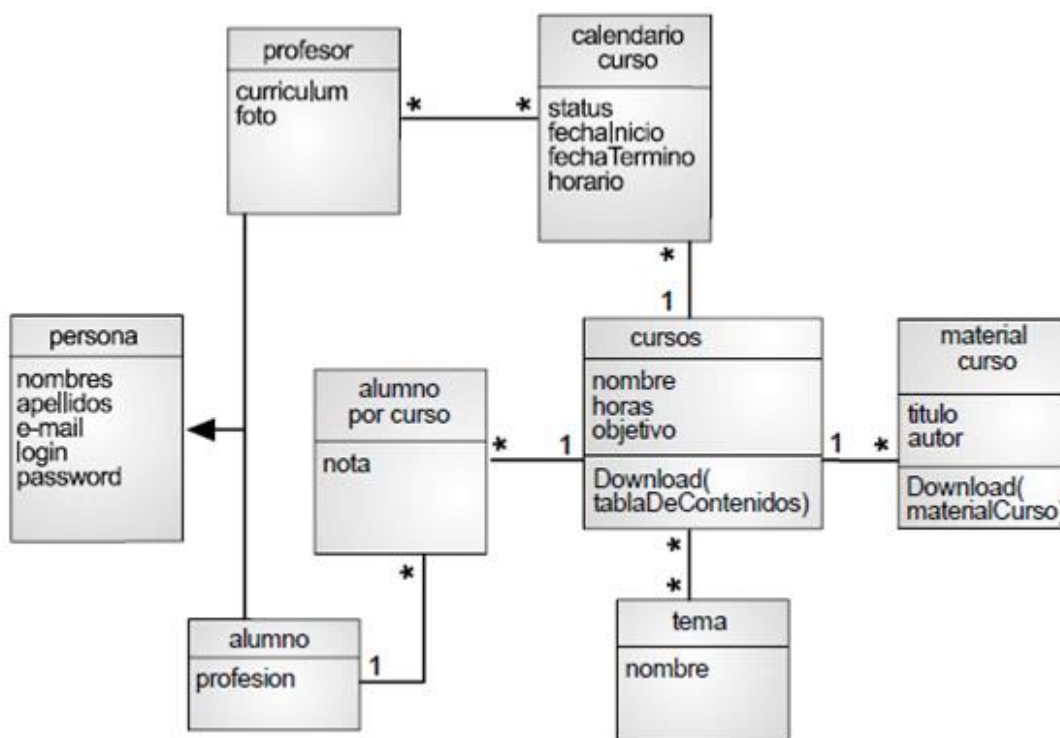 profesor
curriculum
foto
*
*
calendario
curso
status
fechaInicio
fechaTermino
horario
*
1
persona
nombres
apellidos
e-mail
login
password
alumno
por curso
nota
*
1
cursos
nombre
horas
objetivo
Download(
tablaDeContenidos)
1
*
material
curso
titulo
autor
Download(
materialCurso)
*
*
*
1
alumno
profesion
tema
nombre